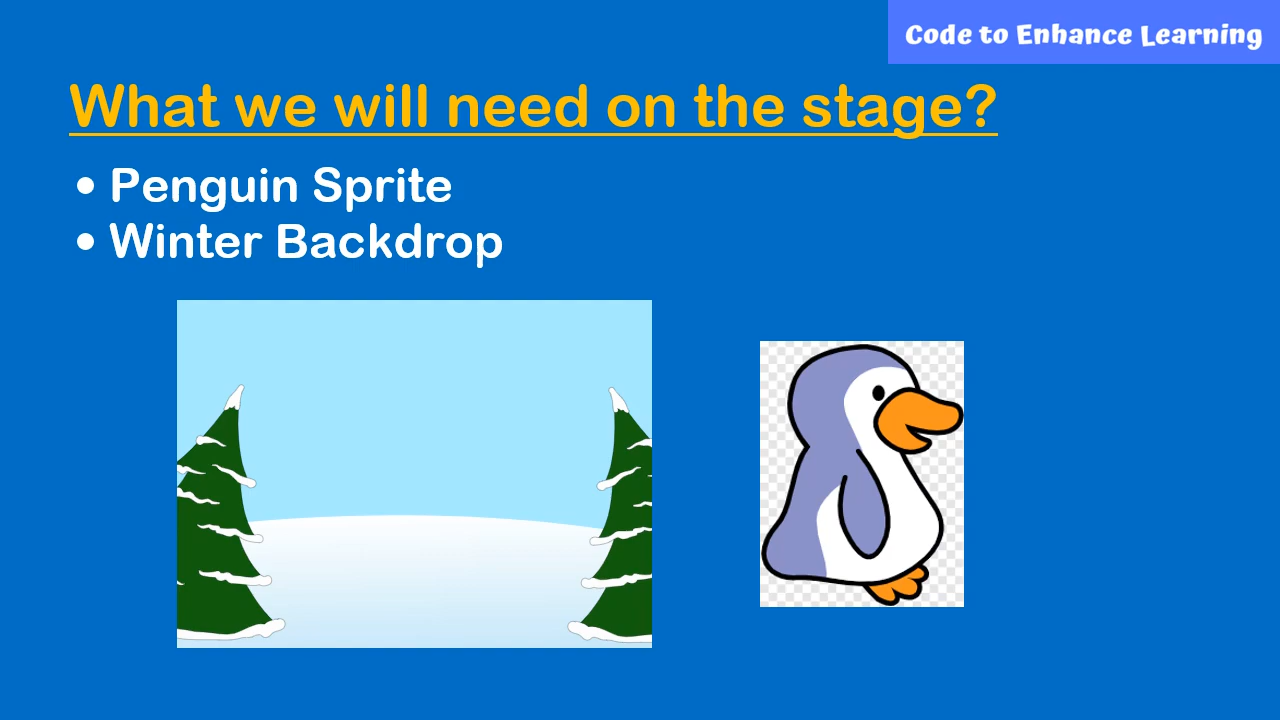 Code to Enhance Learning
What we will need on the stage?
• Penguin Sprite
• Winter Backdrop